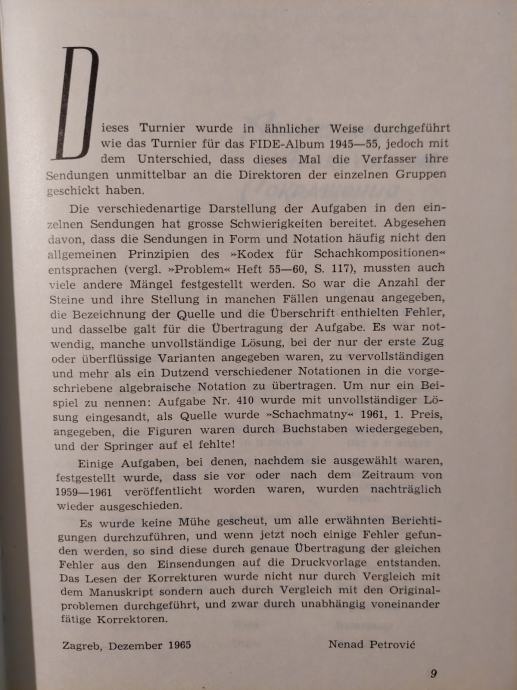 Dieses Turnier wurde in ähnlicher Weise durchgeführt
wie das Turnier für das FIDE-Album 1945—55, jedoch mit
dem Unterschied, dass dieses Mal die Verfasser ihre
Sendungen unmittelbar an die Direktoren der einzelnen Gruppen
geschickt haben.
Die verschiedenartige Darstellung der Aufgaben in den ein-
zelnen Sendungen hat grosse Schwierigkeiten bereitet. Abgesehen
davon, dass die Sendungen in Form und Notation häufig nicht den
allgemeinen Prinzipien des »Kodex für Schachkompositionen«
entsprachen (vergl. »Problem« Heft 55—60, S. 117), mussten auch
viele andere Mängel festgestellt werden. So war die Anzahl der
Steine und ihre Stellung in manchen Fällen ungenau angegeben,
die Bezeichnung der Quelle und die Überschrift enthielten Fehler,
und dasselbe galt für die Übertragung der Aufgabe. Es war not-
wendig, manche unvollständige Lösung, bei der nur der erste Zug
oder überflüssige Varianten angegeben waren, zu vervollständigen
und mehr als ein Dutzend verschiedener Notationen in die vorge-
schriebene algebraische Notation zu übertragen. Um nur ein Bei-
spiel zu nennen: Aufgabe Nr. 410 wurde mit unvollständiger Lö-
sung eingesandt, als Quelle wurde »Schachmatny« 1961, 1. Preis,
angegeben, die Figuren waren durch Buchstaben wiedergegeben,
und der Springer auf el fehlte!
Einige Aufgaben, bei denen, nachdem sie ausgewählt waren,
festgestellt wurde, dass sie vor oder nach dem Zeitraum von
1959—1961 veröffentlicht worden waren, wurden nachträglich
wieder ausgeschieden.
Es wurde keine Mühe gescheut, um alle erwähnten Berichti-
gungen durchzuführen, und wenn jetzt noch einige Fehler gefun-
den werden, so sind diese durch genaue Übertragung der gleichen
Fehler aus den Einsendungen auf die Druckvorlage entstanden.
Das Lesen der Korrekturen wurde nicht nur durch Vergleich mit
dem Manuskript sondern auch durch Vergleich mit den Original-
problemen durchgeführt, und zwar durch unabhängig voneinander
fätige Korrektoren.
Zagreb, Dezember 1965 Nenad Petrović
9